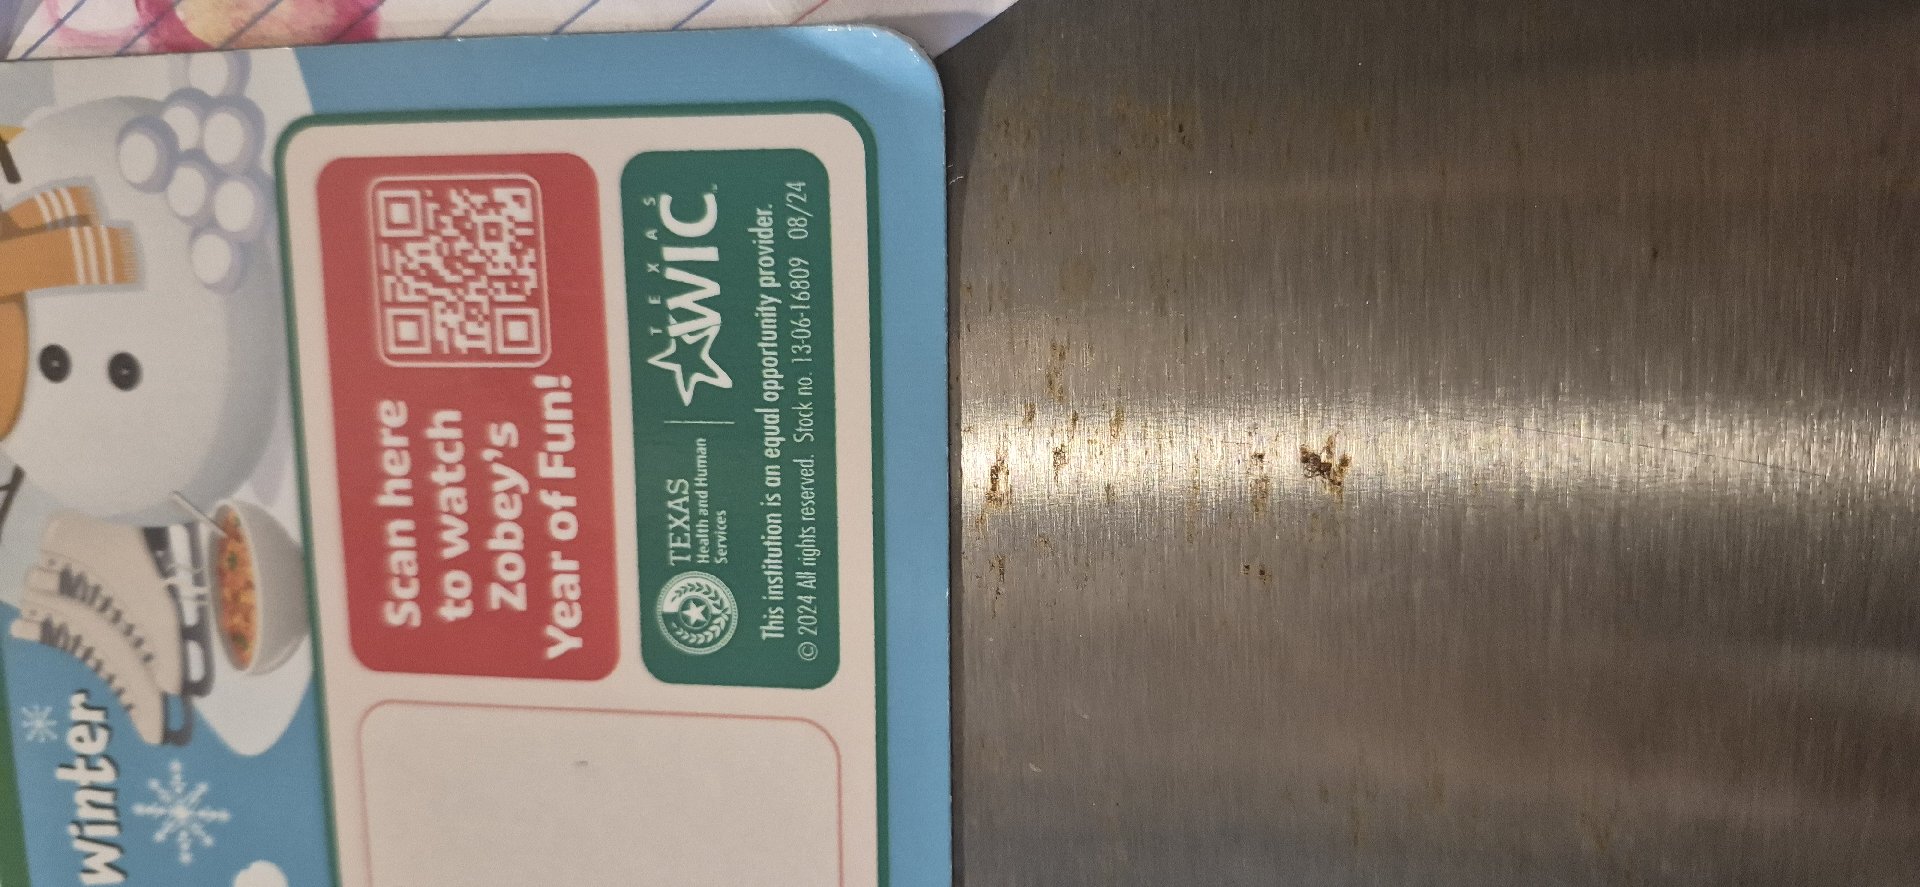 Winter
Scan here
to watch
Zobey's
Year of Fun!
TEXAS
Health and Human
Services
TEXAS
WIC
This institution is an equal opportunity provider.
© 2024 All rights reserved. Stock no. 13-06-16809 08/24